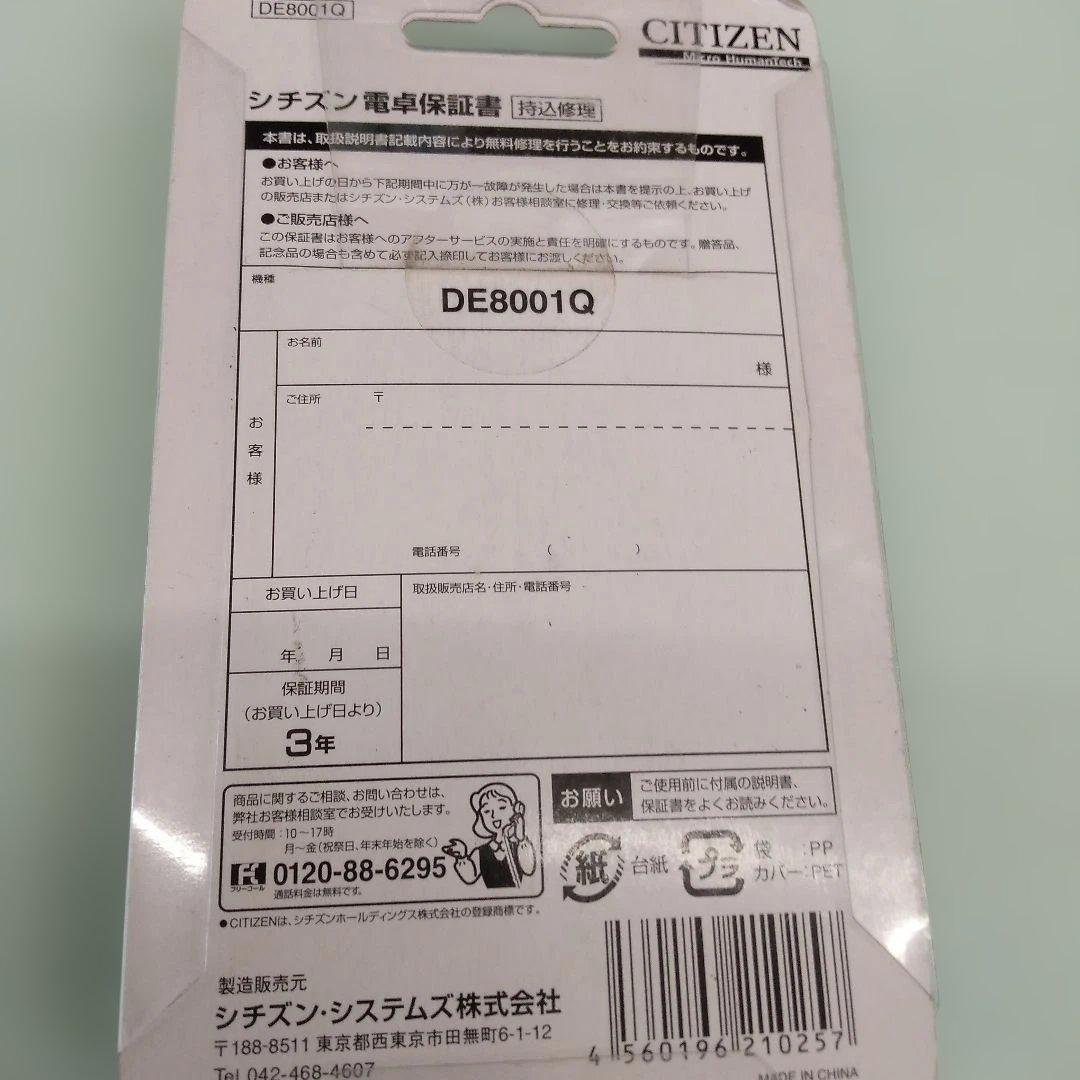 DE8001Q
CITIZEN
Micro HumanTech
シチズン電卓保証書 持込修理
本書は、取扱説明書記載内容により無料修理を行うことをお約束するものです。
●お客様へ
お買い上げの日から下記期間中に万が一故障が発生した場合は本書を提示の上、お買い上げ
の販売店またはシチズン・システムズ(株)お客様相談室に修理・交換等ご依頼ください。
●ご販売店様へ
この保証書はお客様へのアフターサービスの実施と責任を明確にするものです。贈答品、
記念品の場合も含めて必ず記入捺印してお客様にお渡しください。
機種
DE8001Q
お客様
お名前
様
ご住所 〒
電話番号 ( )
お買い上げ日
年 月 日
保証期間
(お買い上げ日より)
3年
取扱販売店名・住所・電話番号
商品に関するご相談、お問い合わせは、
弊社お客様相談室でお受けいたします。
受付時間:10〜17時
月〜金(祝祭日、年末年始を除く)
フリーコール 0120-88-6295
通話料金は無料です。
お願い
ご使用前に付属の説明書、
保証書をよくお読みください。
紙 台紙
プラ 袋 :PP
カバー:PET
●CITIZENは、シチズンホールディングス株式会社の登録商標です。
製造販売元
シチズン・システムズ株式会社
〒188-8511 東京都西東京市田無町6-1-12
Tel 042-468-4607
4 560196 210257
MADE IN CHINA